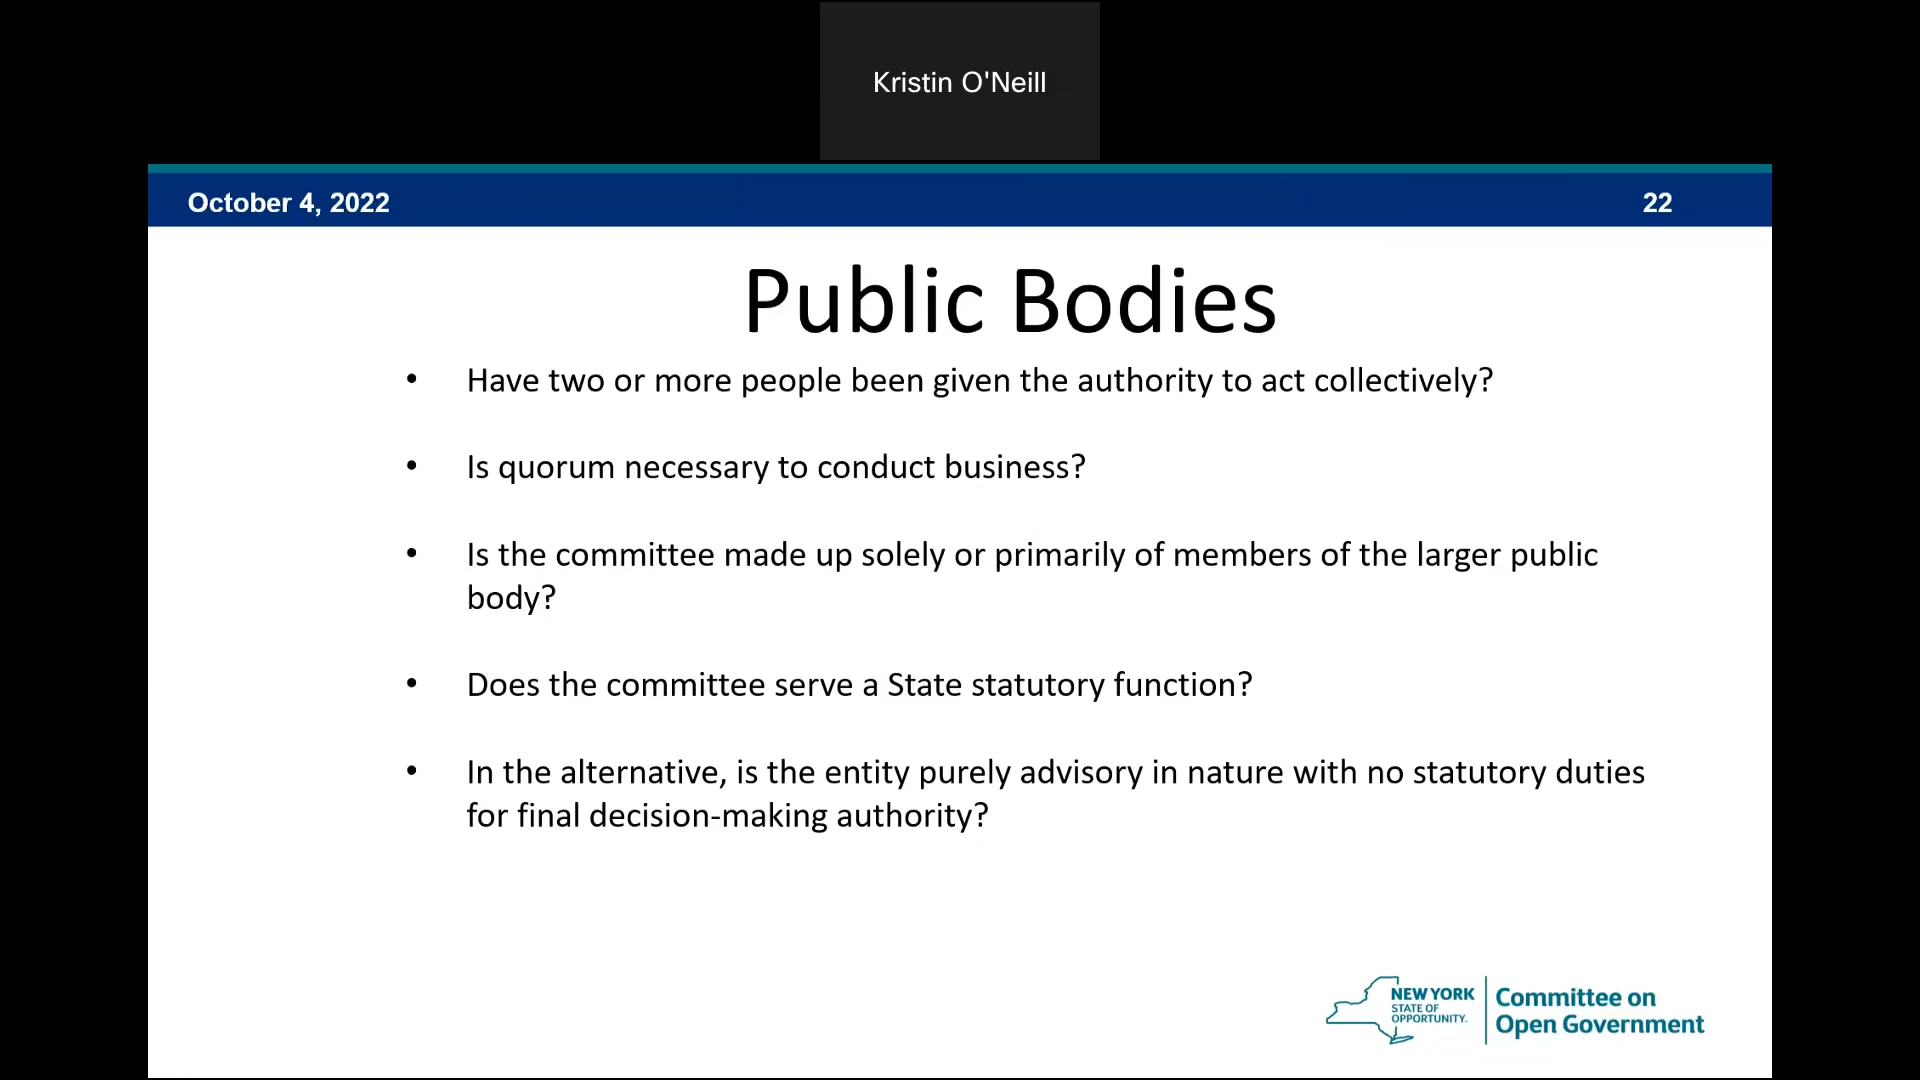 Kristin O'Neill
October 4, 2022
22
Public Bodies
• Have two or more people been given the authority to act collectively?
• Is quorum necessary to conduct business?
• Is the committee made up solely or primarily of members of the larger public
body?
• Does the committee serve a State statutory function?
• In the alternative, is the entity purely advisory in nature with no statutory duties
for final decision-making authority?
NEW YORK
STATE OF
OPPORTUNITY.
Committee on
Open Government